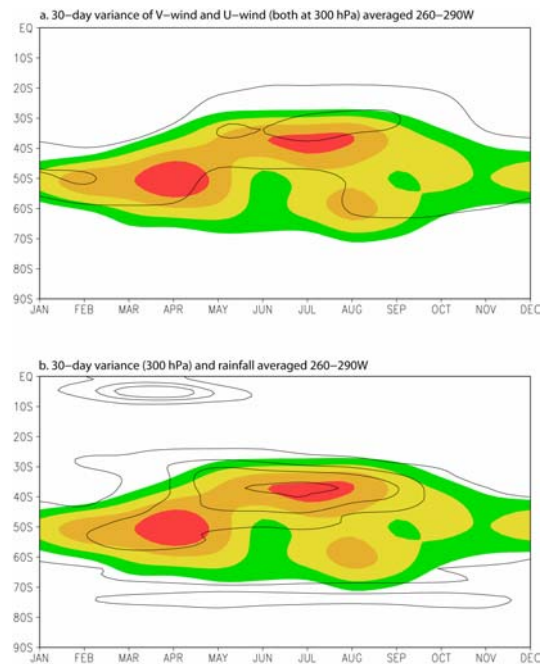 a. 30-day variance of V-wind and U-wind (both at 300 hPa) averaged 260-290W
EQ
10S
20S
30S
40S
50S
60S
70S
80S
90S
JAN FEB MAR APR MAY JUN JUL AUG SEP OCT NOV DEC
b. 30-day variance (300 hPa) and rainfall averaged 260-290W
EQ
10S
20S
30S
40S
50S
60S
70S
80S
90S
JAN FEB MAR APR MAY JUN JUL AUG SEP OCT NOV DEC